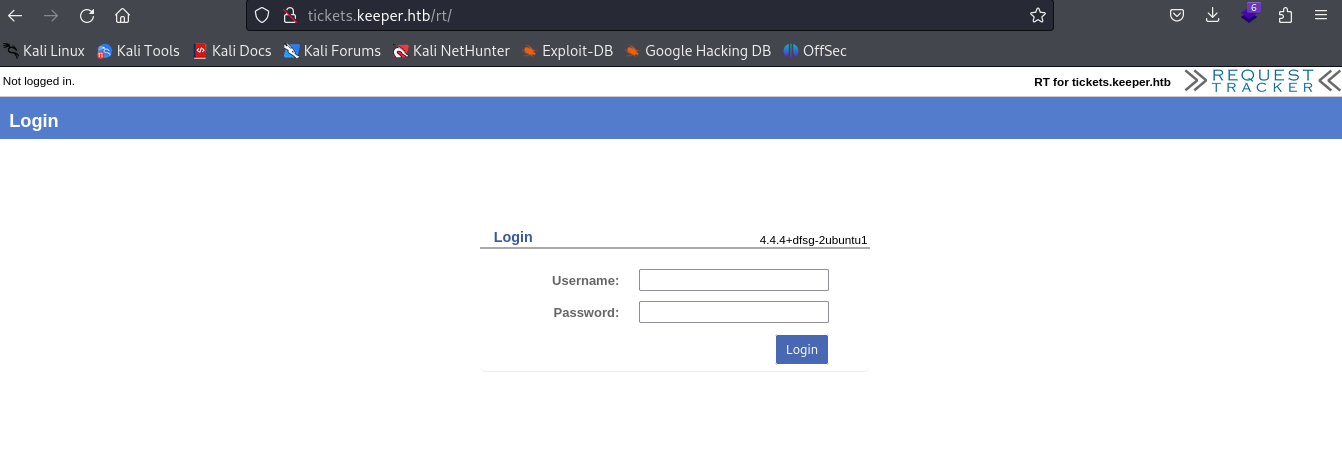 tickets.keeper.htb/rt/
6
Kali Linux Kali Tools Kali Docs Kali Forums Kali NetHunter Exploit-DB Google Hacking DB OffSec
Not logged in. RT for tickets.keeper.htb REQUEST
TRACKER
Login
Login 4.4.4+dfsg-2ubuntu1
Username:
Password:
Login